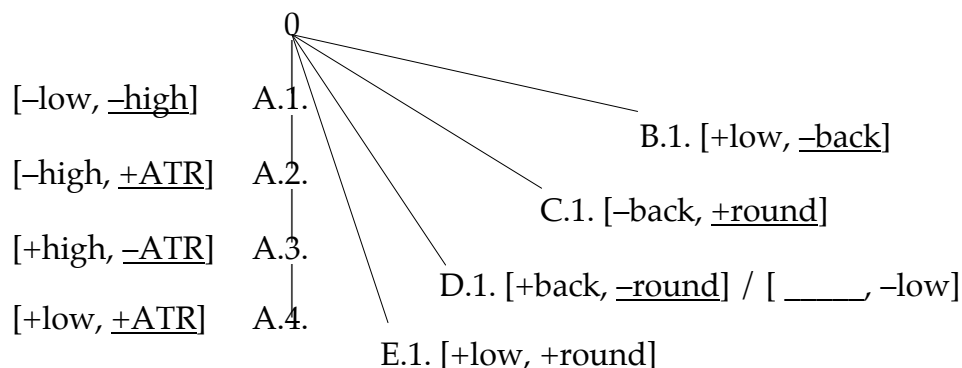 0
[–low, –high] A.1.
B.1. [+low, –back]
[–high, +ATR] A.2.
C.1. [–back, +round]
[+high, –ATR] A.3.
D.1. [+back, –round] / [ _____, –low]
[+low, +ATR] A.4.
E.1. [+low, +round]